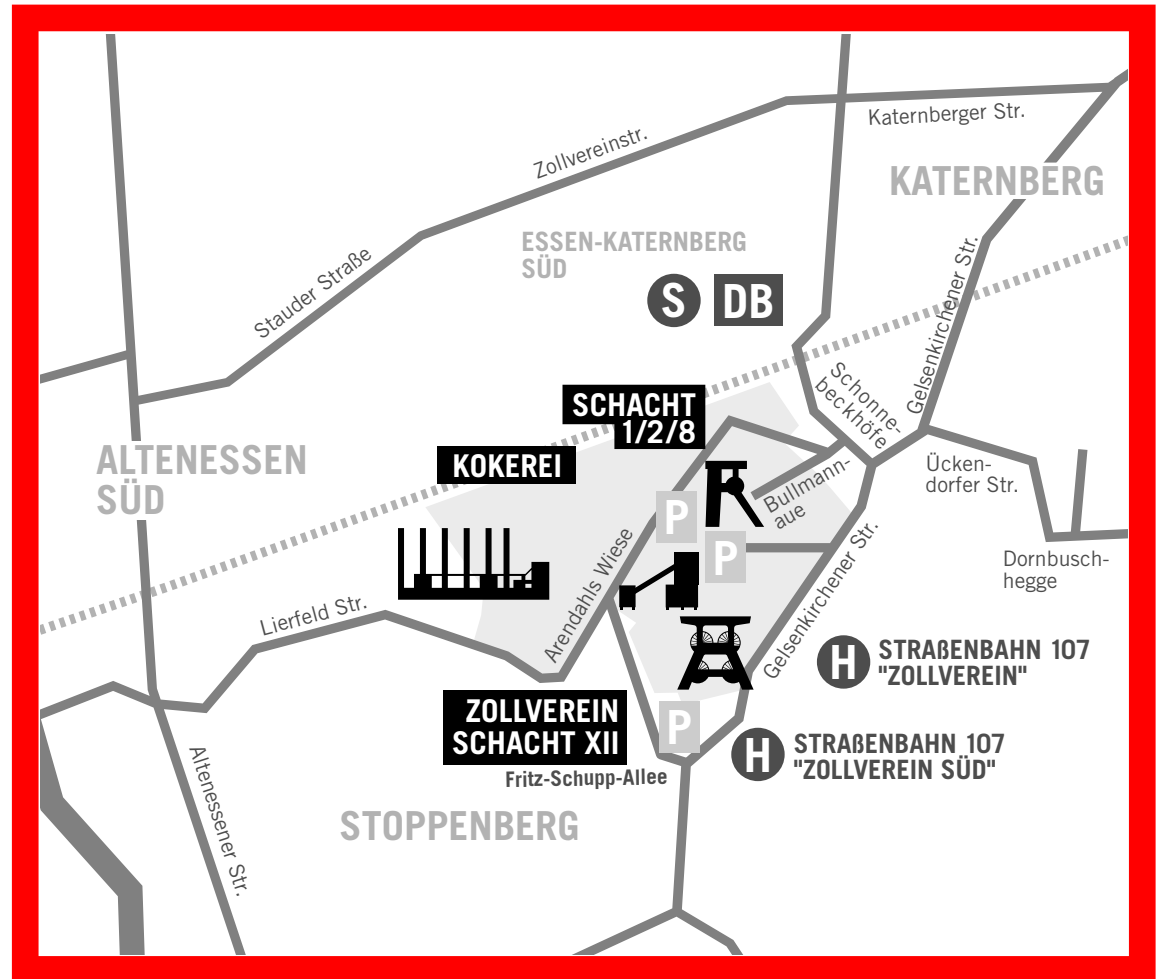 Katernberger Str.
Zollvereinstr.
KATERNBERG
ESSEN-KATERNBERG
SÜD
Stauder Straße
S
DB
Gelsenkirchener Str.
Schonne-
beckhöfe
SCHACHT
1/2/8
KOKEREI
ALTENESSEN
SÜD
Ücken-
dorfer Str.
Bullmann-
aue
P
P
Dornbusch-
hegge
Arendahls Wiese
Lierfeld Str.
Gelsenkirchener Str.
H
STRAßENBAHN 107
"ZOLLVEREIN"
ZOLLVEREIN
SCHACHT XII
P
H
STRAßENBAHN 107
"ZOLLVEREIN SÜD"
Fritz-Schupp-Allee
Altenessener Str.
STOPPENBERG